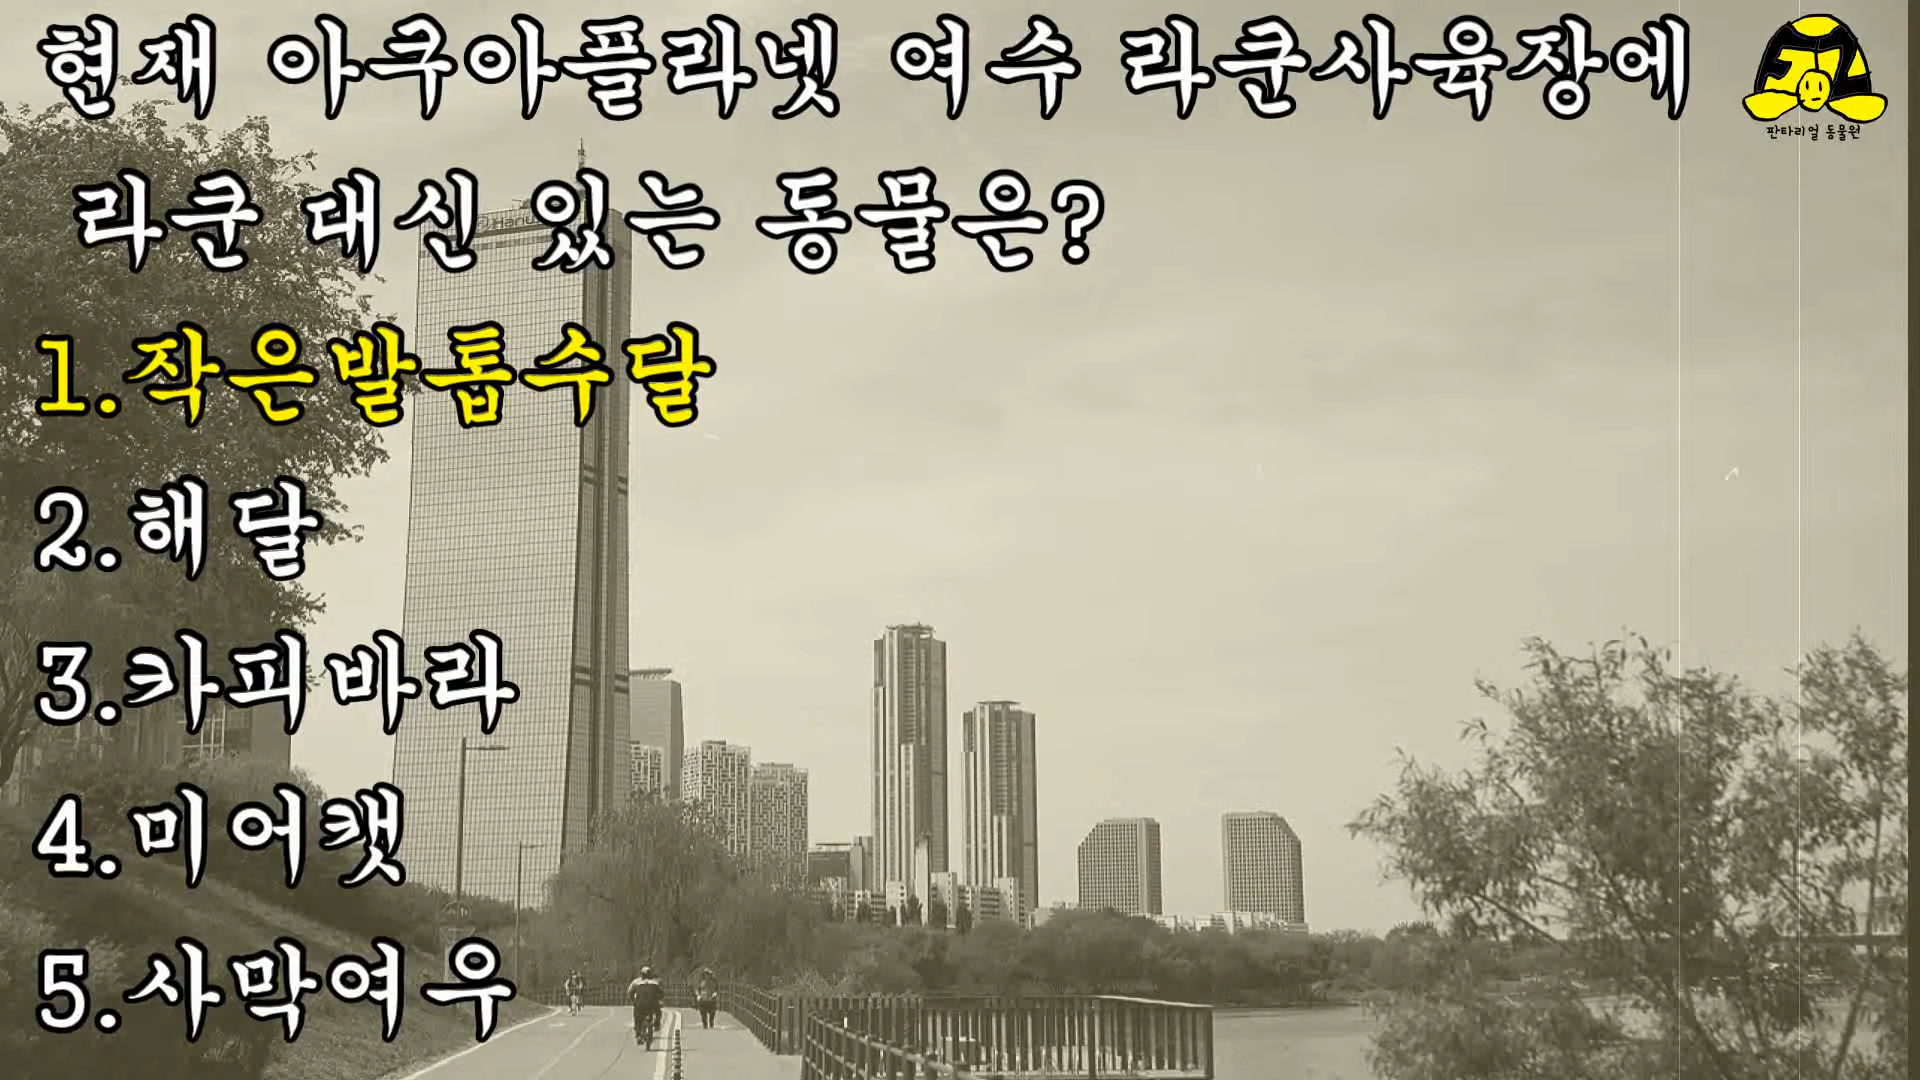 현재 아쿠아플라넷 여수 라쿤사육장에
라쿤 대신 있는 동물은?
1.작은발톱수달
2.해달
3.카피바라
4.미어캣
5.사막여우
판타리얼 동물원